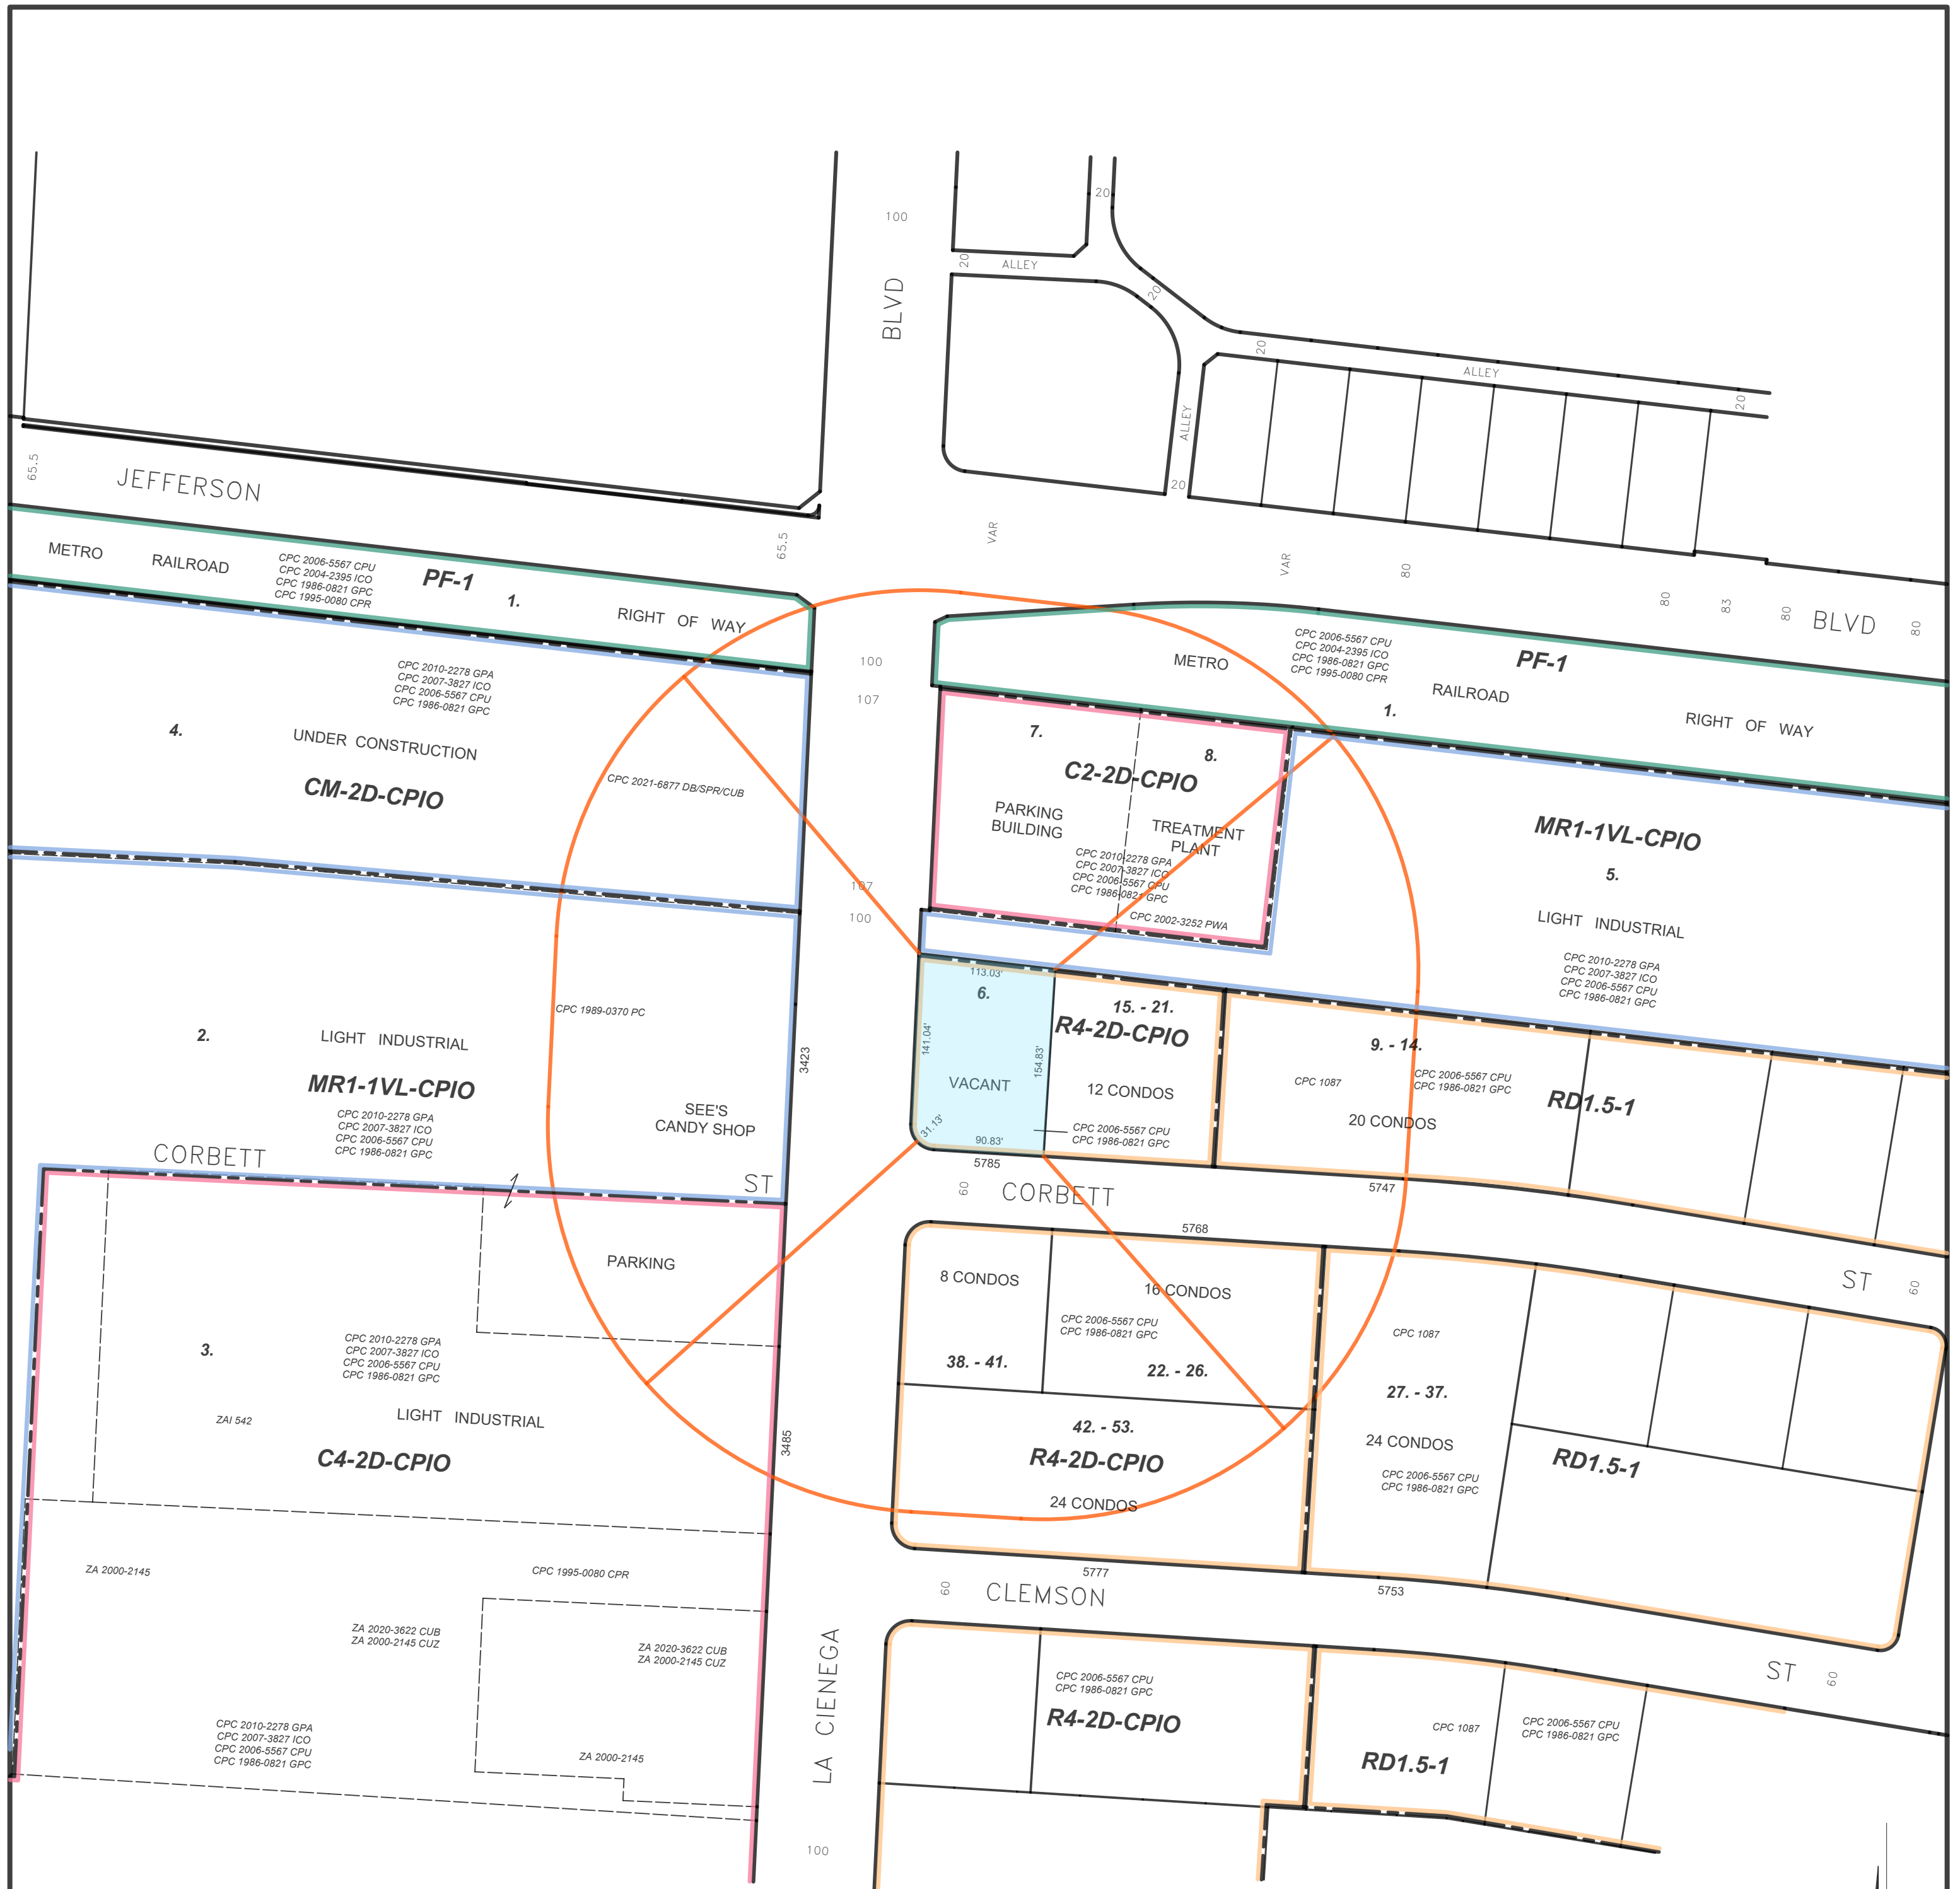 20
100
20
ALLEY
20
BLVD
20
ALLEY
20
ALLEY
65.5
JEFFERSON
20
65.5
VAR
VAR
80
80
83
80
BLVD
80
METRO RAILROAD
CPC 2006-5567 CPU
CPC 2004-2395 ICO
CPC 1986-0821 GPC
CPC 1995-0080 CPR
PF-1
1.
RIGHT OF WAY
100
107
METRO
CPC 2006-5567 CPU
CPC 2004-2395 ICO
CPC 1986-0821 GPC
CPC 1995-0080 CPR
PF-1
RAILROAD
1.
RIGHT OF WAY
CPC 2010-2278 GPA
CPC 2007-3827 ICO
CPC 2006-5567 CPU
CPC 1986-0821 GPC
4.
UNDER CONSTRUCTION
CM-2D-CPIO
CPC 2021-6877 DB/SPR/CUB
7.
8.
C2-2D-CPIO
PARKING
BUILDING
TREATMENT
PLANT
CPC 2010-2278 GPA
CPC 2007-3827 ICO
CPC 2006-5567 CPU
CPC 1986-0821 GPC
CPC 2002-3252 PWA
MR1-1VL-CPIO
5.
LIGHT INDUSTRIAL
CPC 2010-2278 GPA
CPC 2007-3827 ICO
CPC 2006-5567 CPU
CPC 1986-0821 GPC
107
100
CPC 1989-0370 PC
2.
LIGHT INDUSTRIAL
MR1-1VL-CPIO
CPC 2010-2278 GPA
CPC 2007-3827 ICO
CPC 2006-5567 CPU
CPC 1986-0821 GPC
3423
SEE'S
CANDY SHOP
CORBETT
ST
113.03'
6.
141.04'
154.83'
VACANT
31.13'
90.83'
5785
15. - 21.
R4-2D-CPIO
12 CONDOS
CPC 2006-5567 CPU
CPC 1986-0821 GPC
9. - 14.
CPC 1087
CPC 2006-5567 CPU
CPC 1986-0821 GPC
RD1.5-1
20 CONDOS
5747
60
CORBETT
5768
ST
60
PARKING
8 CONDOS
16 CONDOS
CPC 2006-5567 CPU
CPC 1986-0821 GPC
38. - 41.
22. - 26.
CPC 1087
27. - 37.
24 CONDOS
CPC 2006-5567 CPU
CPC 1986-0821 GPC
RD1.5-1
3.
CPC 2010-2278 GPA
CPC 2007-3827 ICO
CPC 2006-5567 CPU
CPC 1986-0821 GPC
ZAI 542
LIGHT INDUSTRIAL
C4-2D-CPIO
3485
42. - 53.
R4-2D-CPIO
24 CONDOS
5777
5753
60
CLEMSON
ST
60
ZA 2000-2145
CPC 1995-0080 CPR
ZA 2020-3622 CUB
ZA 2000-2145 CUZ
ZA 2020-3622 CUB
ZA 2000-2145 CUZ
CPC 2010-2278 GPA
CPC 2007-3827 ICO
CPC 2006-5567 CPU
CPC 1986-0821 GPC
ZA 2000-2145
LA CIENEGA
100
CPC 2006-5567 CPU
CPC 1986-0821 GPC
R4-2D-CPIO
CPC 1087
RD1.5-1
CPC 2006-5567 CPU
CPC 1986-0821 GPC